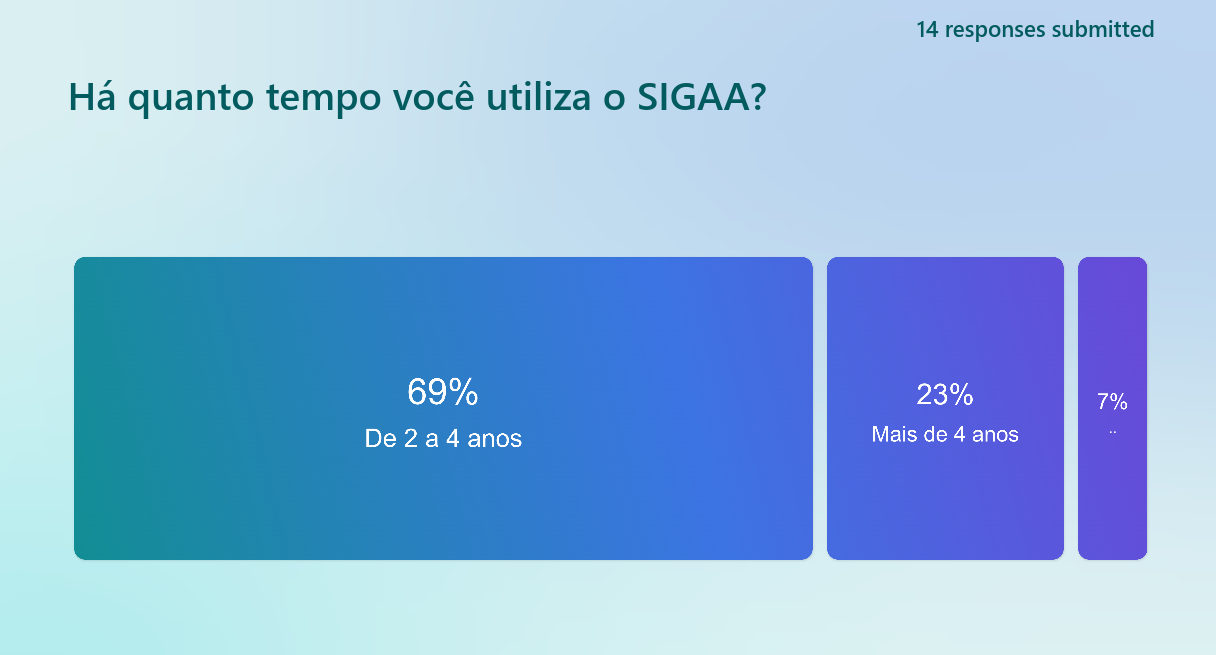 14 responses submitted
Há quanto tempo você utiliza o SIGAA?
69%
De 2 a 4 anos
23%
Mais de 4 anos
7%
..